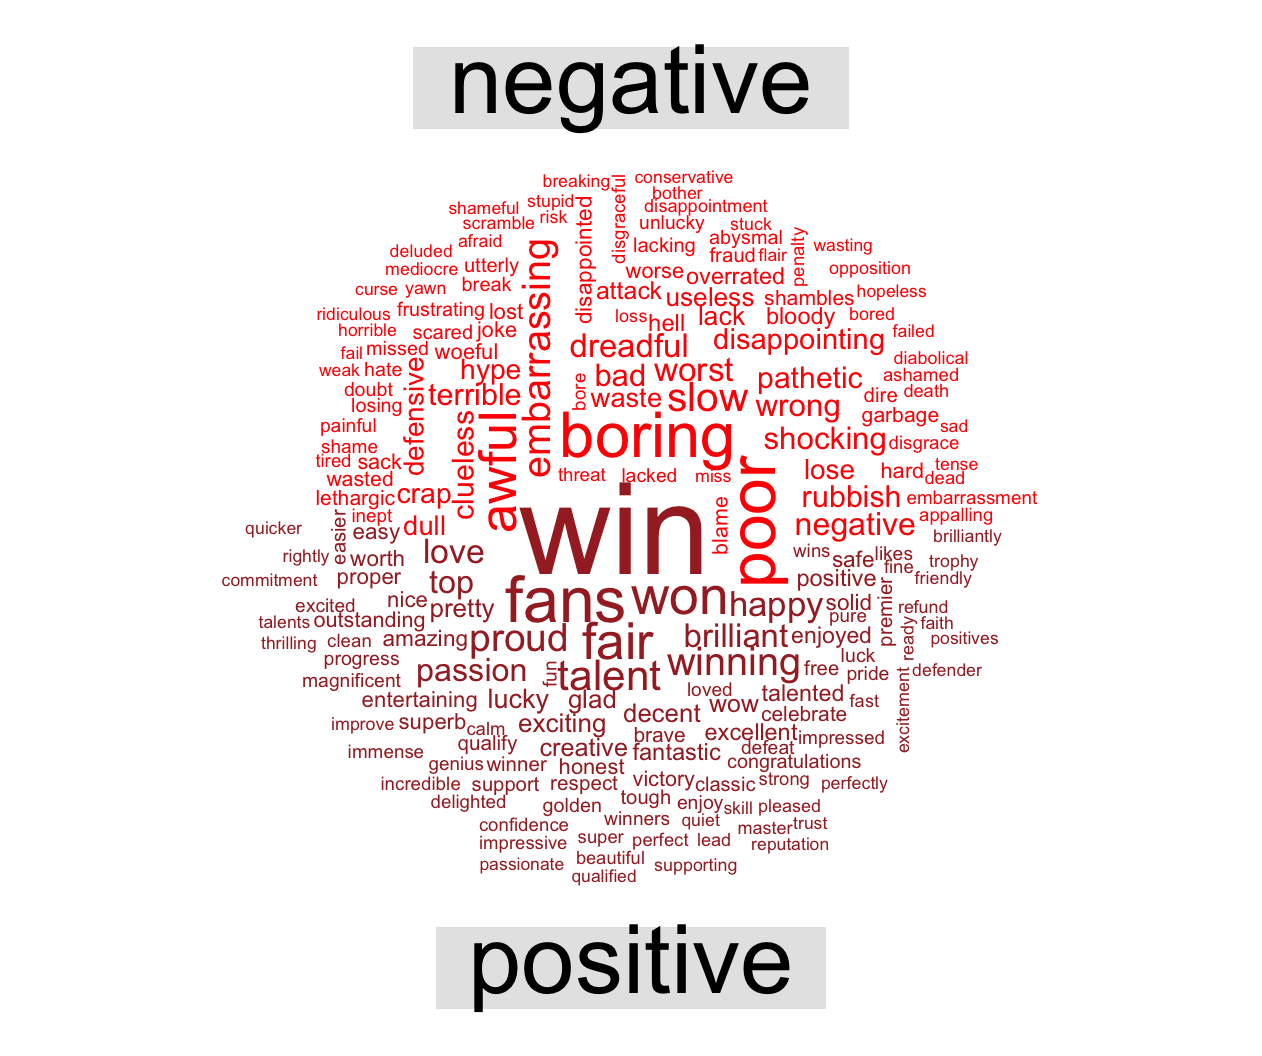 negative
breaking conservative
stupid disgraceful bother
shameful disappointed disappointment
scramble risk unlucky stuck
afraid lacking abysmal penalty wasting
deluded embarrassing fraud flair
mediocre utterly worse overrated opposition
curse yawn break attack useless shambles hopeless
ridiculous frustrating lost loss hell lack bloody bored
horrible scared joke dreadful disappointing failed
fail missed woeful diabolical
weak hate defensive hype bore bad worst pathetic ashamed
doubt terrible waste slow wrong dire death
losing clueless awful garbage
painful boring poor shocking sad
shame disgrace
tired sack threat lacked miss lose hard tense
wasted dead
lethargic crap win blame rubbish embarrassment
inept dull negative appalling
quicker easier easy brilliantly
rightly worth love wins safe likes trophy
commitment proper top positive fine friendly
excited nice pretty fans won happy solid premier refund
talents outstanding pure ready faith
thrilling clean amazing proud fair brilliant enjoyed positives
progress passion fun talent winning free luck defender
magnificent pride
entertaining lucky glad loved wow talented fast excitement
improve superb calm exciting decent celebrate
immense qualify creative brave excellent impressed
genius winner honest fantastic defeat congratulations
incredible support respect victory classic strong perfectly
delighted golden tough enjoy skill pleased
confidence winners quiet master trust
impressive super perfect lead reputation
passionate beautiful supporting
qualified
positive